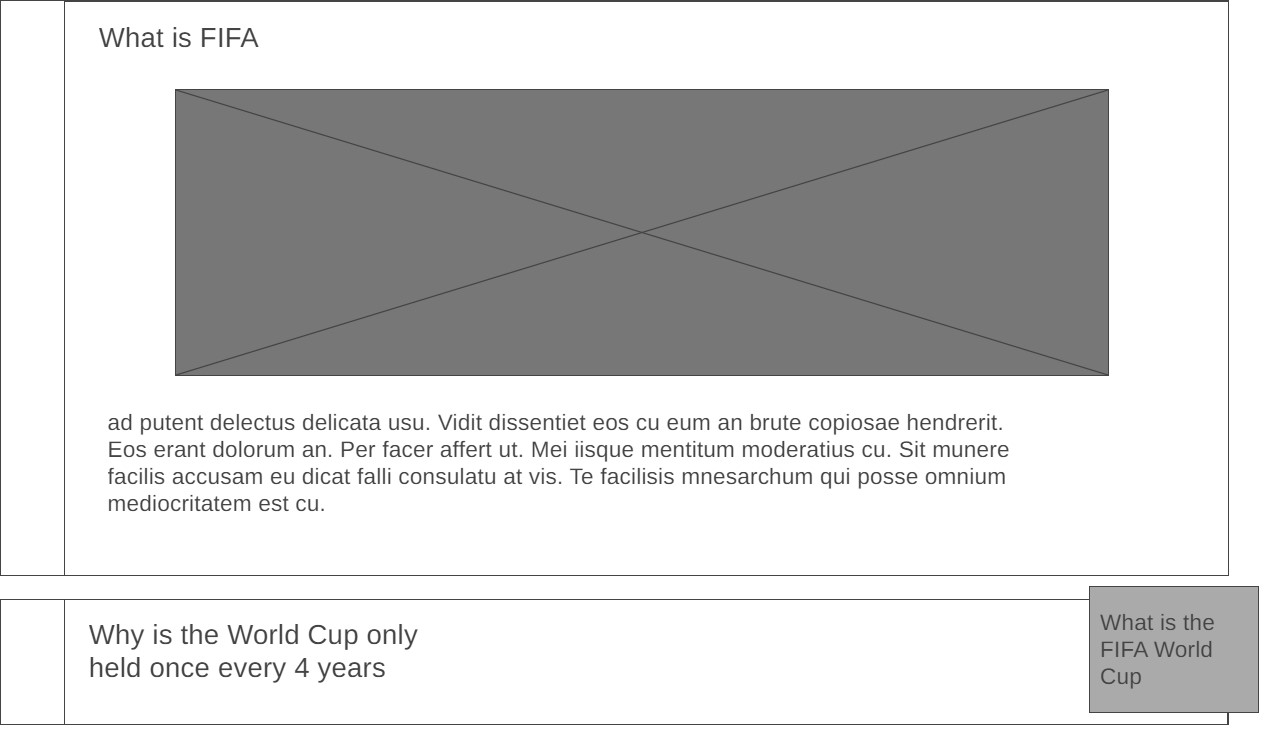 What is FIFA
ad putent delectus delicata usu. Vidit dissentiet eos cu eum an brute copiosae hendrerit.
Eos erant dolorum an. Per facer affert ut. Mei iisque mentitum moderatius cu. Sit munere
facilis accusam eu dicat falli consulatu at vis. Te facilisis mnesarchum qui posse omnium
mediocritatem est cu.
Why is the World Cup only
held once every 4 years
What is the
FIFA World
Cup